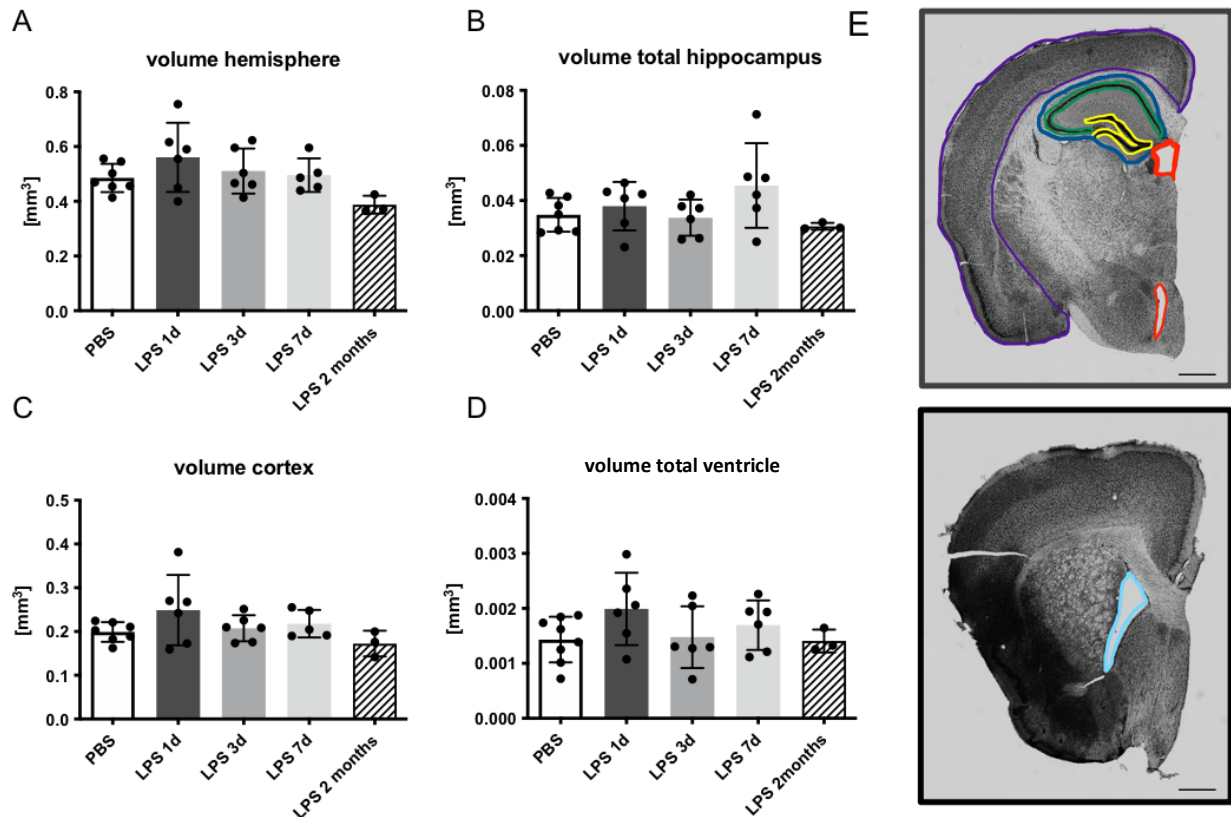 A
volume hemisphere
[mm³]
0.8
0.6
0.4
0.2
0.0
PBS
LPS 1d
LPS 3d
LPS 7d
LPS 2 months
B
volume total hippocampus
[mm³]
0.08
0.06
0.04
0.02
0.00
PBS
LPS 1d
LPS 3d
LPS 7d
LPS 2months
C
volume cortex
[mm³]
0.5
0.4
0.3
0.2
0.1
0.0
PBS
LPS 1d
LPS 3d
LPS 7d
LPS 2 months
D
volume total ventricle
[mm³]
0.004
0.003
0.002
0.001
0.000
PBS
LPS 1d
LPS 3d
LPS 7d
LPS 2months
E